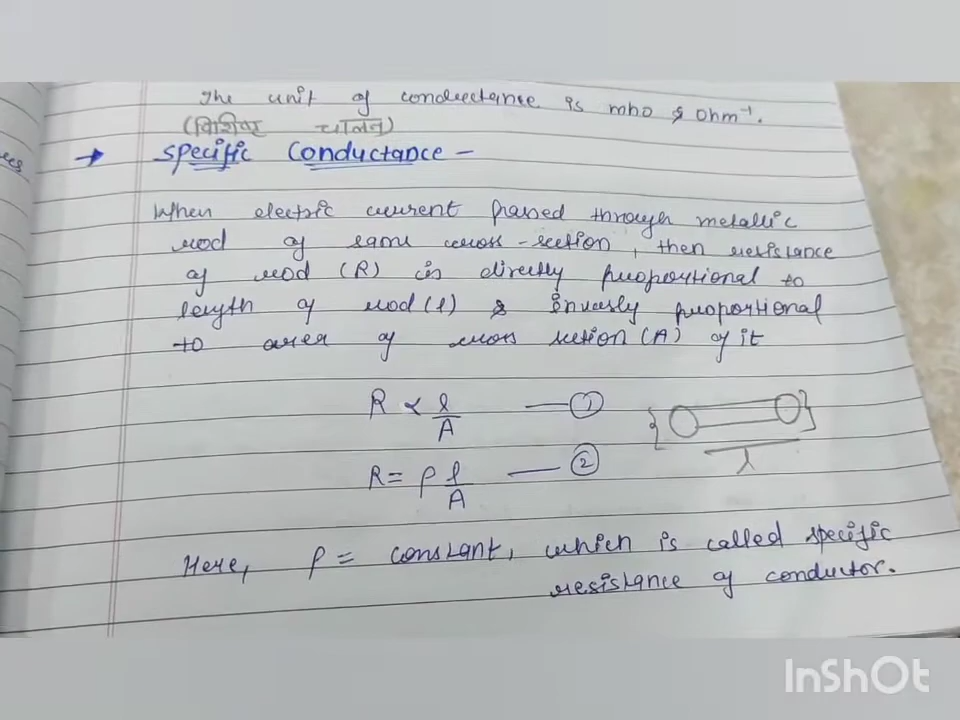 The unit of conductance is mho & Ohm⁻¹.
(विशिष्ट चालन)
→ Specific Conductance –
When electric current passed through metallic
rod of same cross-section, then resistance
of rod (R) is directly proportional to
length of rod (l) & inversly proportional
to area of cross section (A) of it
R ∝ l/A —①
R = ρ l/A —②
Here, ρ = constant, which is called specific
resistance of conductor.
InShOt